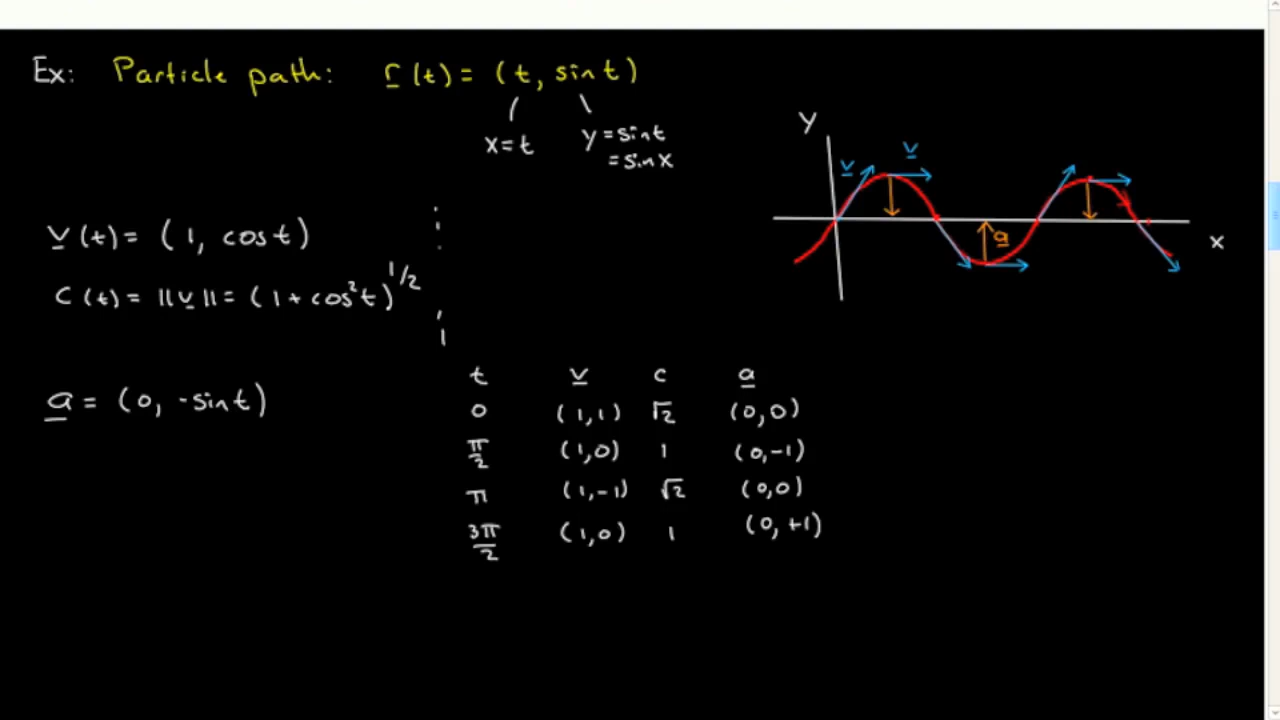 Ex: Particle path: r(t) = (t, sin t)
x = t
y = sin t
= sin x
v(t) = (1, cos t)
c(t) = ||v|| = (1 + cos²t)^1/2
a = (0, -sin t)
t v c a
0 (1,1) √2 (0,0)
π/2 (1,0) 1 (0,-1)
π (1,-1) √2 (0,0)
3π/2 (1,0) 1 (0,+1)
y
v
v
a
x